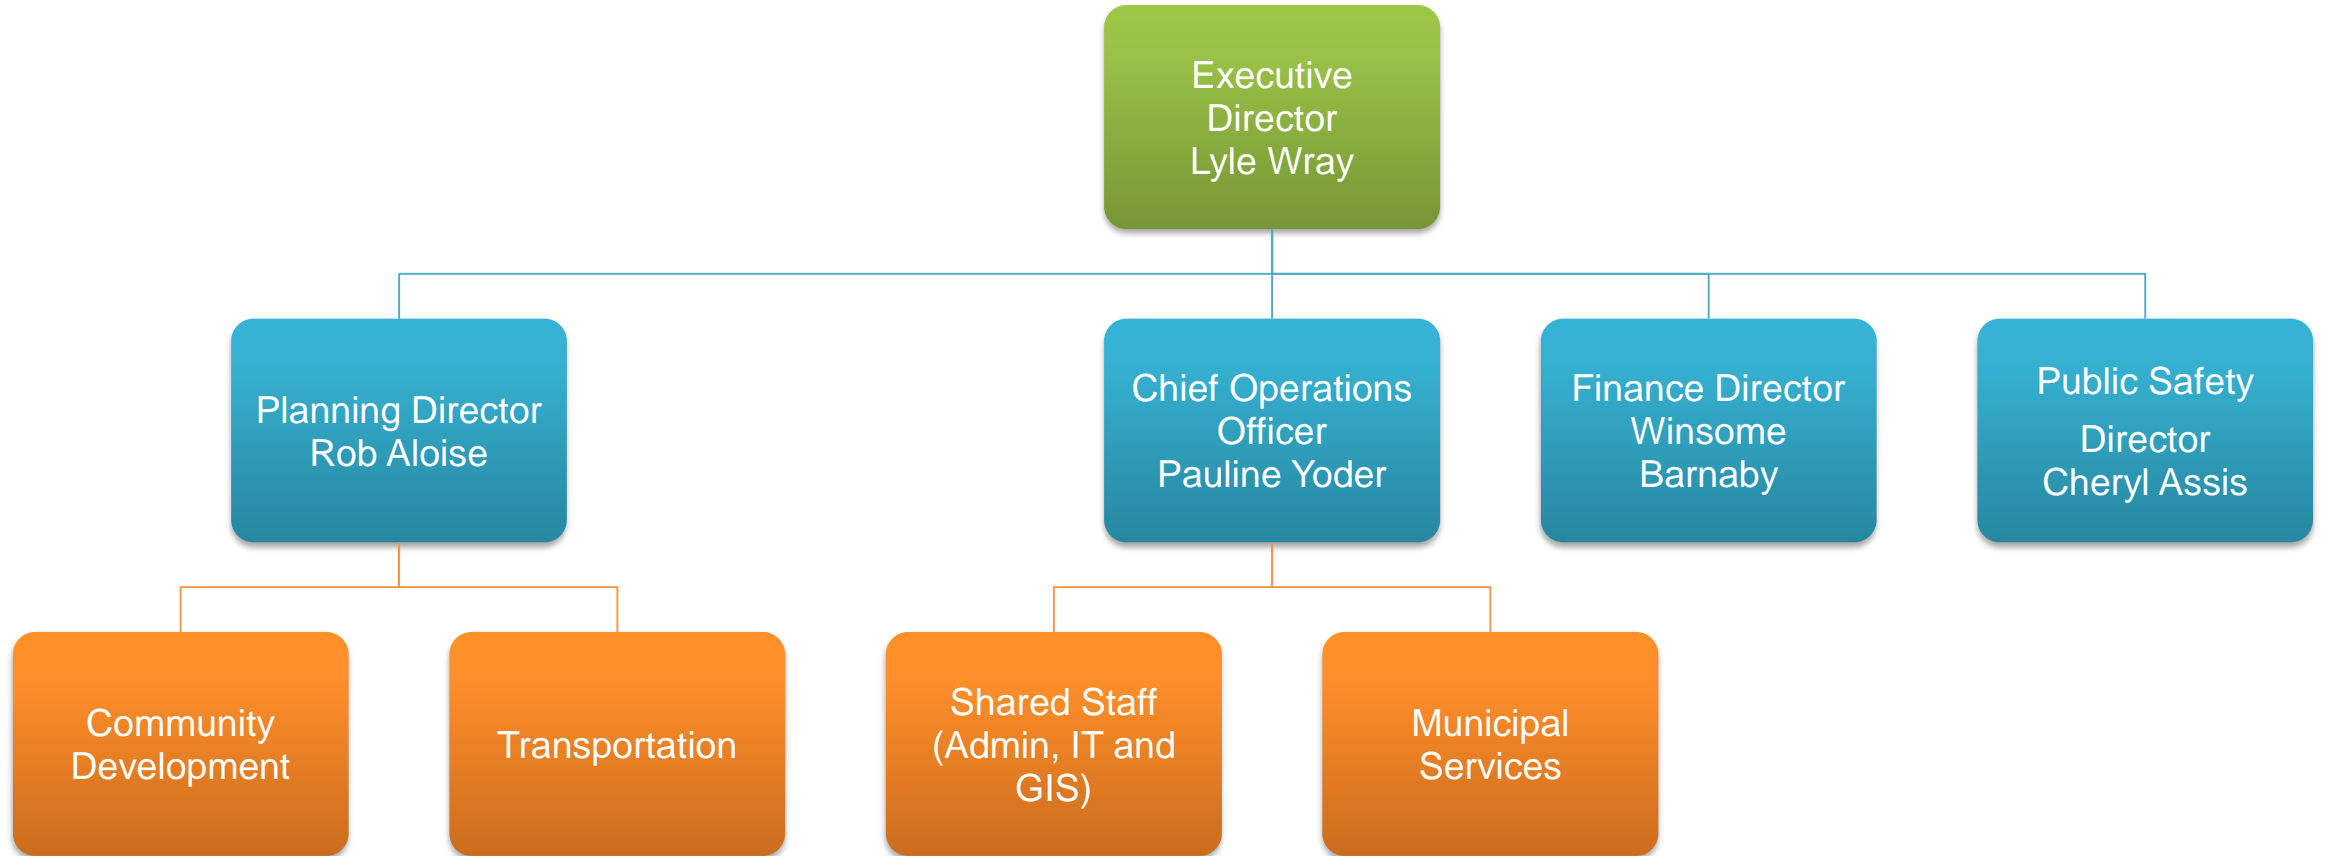 Executive
Director
Lyle Wray
Planning Director
Rob Aloise
Chief Operations
Officer
Pauline Yoder
Finance Director
Winsome
Barnaby
Public Safety
Director
Cheryl Assis
Community
Development
Transportation
Shared Staff
(Admin, IT and
GIS)
Municipal
Services